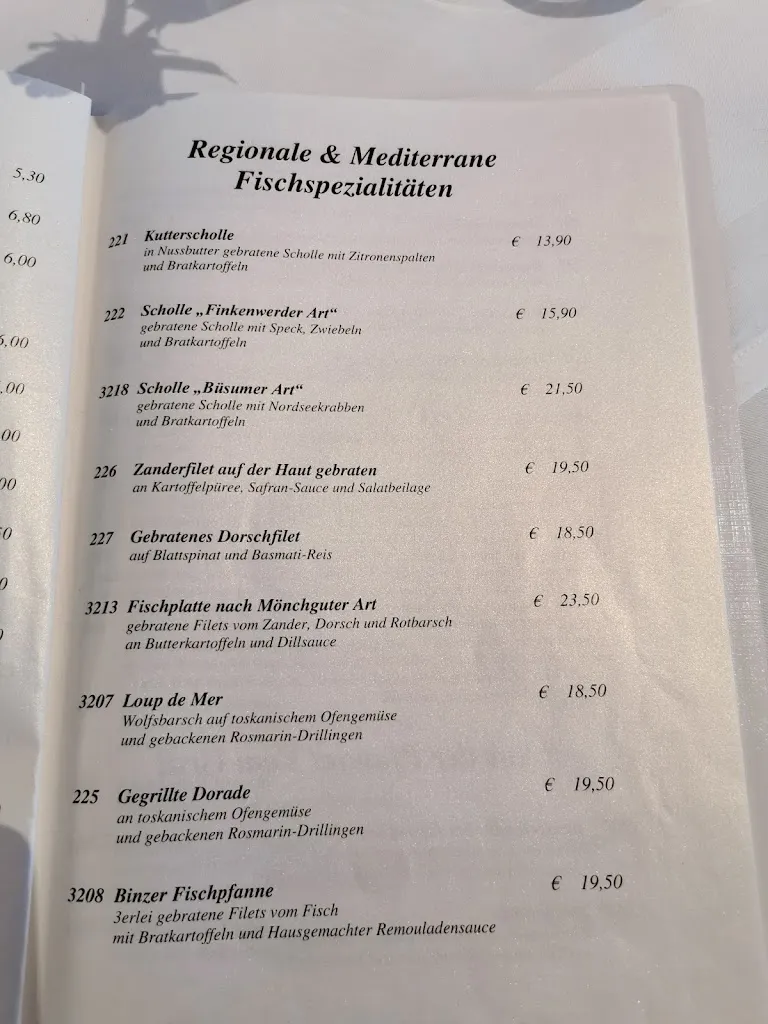 5,30
6,80
6,00
Regionale & Mediterrane
Fischspezialitäten
221 Kutterscholle € 13,90
in Nussbutter gebratene Scholle mit Zitronenspalten
und Bratkartoffeln
222 Scholle „Finkenwerder Art“ € 15,90
gebratene Scholle mit Speck, Zwiebeln
und Bratkartoffeln
3218 Scholle „Büsumer Art“ € 21,50
gebratene Scholle mit Nordseekrabben
und Bratkartoffeln
226 Zanderfilet auf der Haut gebraten € 19,50
an Kartoffelpüree, Safran-Sauce und Salatbeilage
227 Gebratenes Dorschfilet € 18,50
auf Blattspinat und Basmati-Reis
3213 Fischplatte nach Mönchguter Art € 23,50
gebratene Filets vom Zander, Dorsch und Rotbarsch
an Butterkartoffeln und Dillsauce
3207 Loup de Mer € 18,50
Wolfsbarsch auf toskanischem Ofengemüse
und gebackenen Rosmarin-Drillingen
225 Gegrillte Dorade € 19,50
an toskanischem Ofengemüse
und gebackenen Rosmarin-Drillingen
3208 Binzer Fischpfanne € 19,50
3erlei gebratene Filets vom Fisch
mit Bratkartoffeln und Hausgemachter Remouladensauce